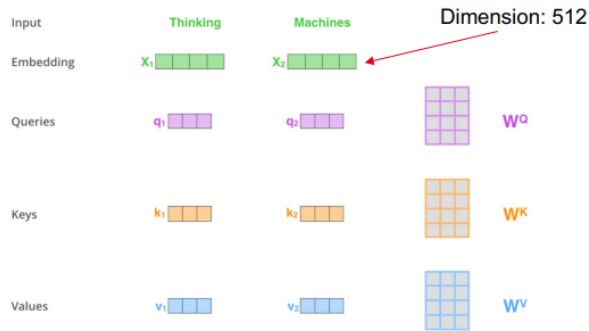 Dimension: 512
Input Thinking Machines
Embedding X₁ X₂
Queries q₁ q₂ Wᑫ
Keys k₁ k₂ Wᴷ
Values v₁ v₂ Wⱽ